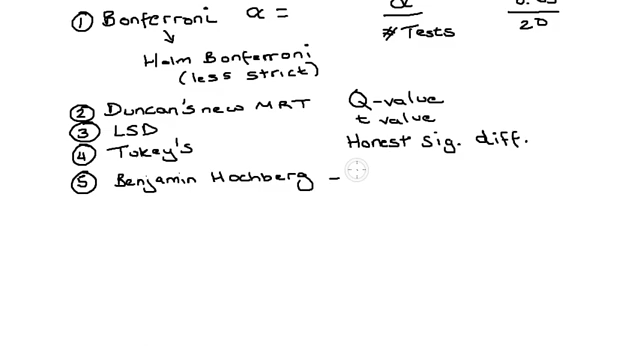 ① Bonferroni α = α / # Tests 0.05 / 20
Holm Bonferroni
(less strict)
② Duncan's new MRT Q-value
③ LSD t value
④ Tukey's Honest sig. diff.
⑤ Benjamin Hochberg –